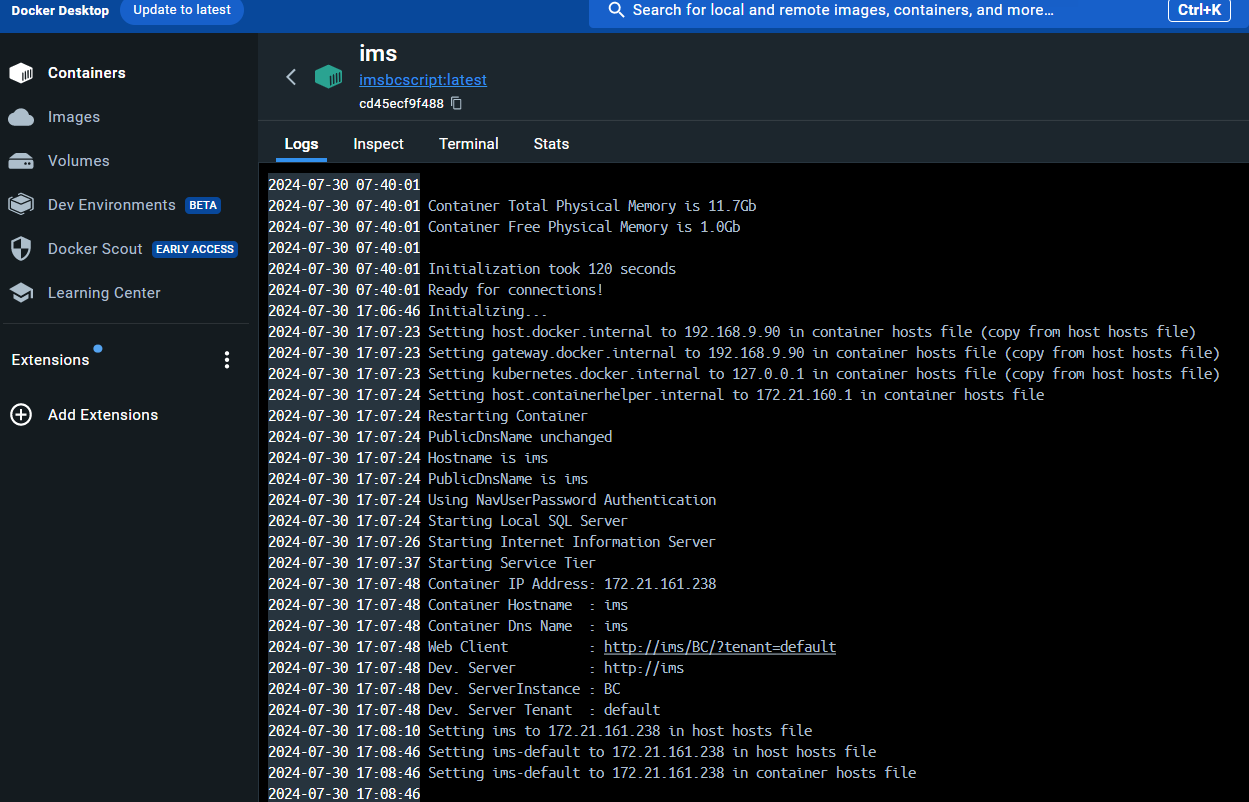 Docker Desktop
Update to latest
Search for local and remote images, containers, and more...
Ctrl+K
Containers
Images
Volumes
Dev Environments BETA
Docker Scout EARLY ACCESS
Learning Center
Extensions
Add Extensions
ims
imsbcscript:latest
cd45ecf9f488
Logs Inspect Terminal Stats
2024-07-30 07:40:01
2024-07-30 07:40:01 Container Total Physical Memory is 11.7Gb
2024-07-30 07:40:01 Container Free Physical Memory is 1.0Gb
2024-07-30 07:40:01
2024-07-30 07:40:01 Initialization took 120 seconds
2024-07-30 07:40:01 Ready for connections!
2024-07-30 17:06:46 Initializing...
2024-07-30 17:07:23 Setting host.docker.internal to 192.168.9.90 in container hosts file (copy from host hosts file)
2024-07-30 17:07:23 Setting gateway.docker.internal to 192.168.9.90 in container hosts file (copy from host hosts file)
2024-07-30 17:07:23 Setting kubernetes.docker.internal to 127.0.0.1 in container hosts file (copy from host hosts file)
2024-07-30 17:07:24 Setting host.containerhelper.internal to 172.21.160.1 in container hosts file
2024-07-30 17:07:24 Restarting Container
2024-07-30 17:07:24 PublicDnsName unchanged
2024-07-30 17:07:24 Hostname is ims
2024-07-30 17:07:24 PublicDnsName is ims
2024-07-30 17:07:24 Using NavUserPassword Authentication
2024-07-30 17:07:24 Starting Local SQL Server
2024-07-30 17:07:26 Starting Internet Information Server
2024-07-30 17:07:37 Starting Service Tier
2024-07-30 17:07:48 Container IP Address: 172.21.161.238
2024-07-30 17:07:48 Container Hostname  : ims
2024-07-30 17:07:48 Container Dns Name  : ims
2024-07-30 17:07:48 Web Client          : http://ims/BC/?tenant=default
2024-07-30 17:07:48 Dev. Server         : http://ims
2024-07-30 17:07:48 Dev. ServerInstance : BC
2024-07-30 17:07:48 Dev. Server Tenant  : default
2024-07-30 17:08:10 Setting ims to 172.21.161.238 in host hosts file
2024-07-30 17:08:46 Setting ims-default to 172.21.161.238 in host hosts file
2024-07-30 17:08:46 Setting ims-default to 172.21.161.238 in container hosts file
2024-07-30 17:08:46